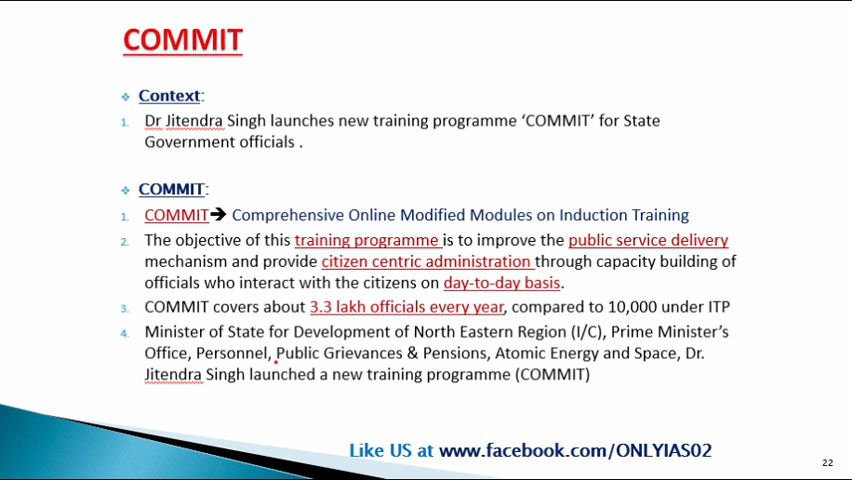 COMMIT
❖ Context:
1. Dr Jitendra Singh launches new training programme ‘COMMIT’ for State
Government officials .
❖ COMMIT:
1. COMMIT➔ Comprehensive Online Modified Modules on Induction Training
2. The objective of this training programme is to improve the public service delivery
mechanism and provide citizen centric administration through capacity building of
officials who interact with the citizens on day-to-day basis.
3. COMMIT covers about 3.3 lakh officials every year, compared to 10,000 under ITP
4. Minister of State for Development of North Eastern Region (I/C), Prime Minister’s
Office, Personnel, Public Grievances & Pensions, Atomic Energy and Space, Dr.
Jitendra Singh launched a new training programme (COMMIT)
Like US at www.facebook.com/ONLYIAS02
22